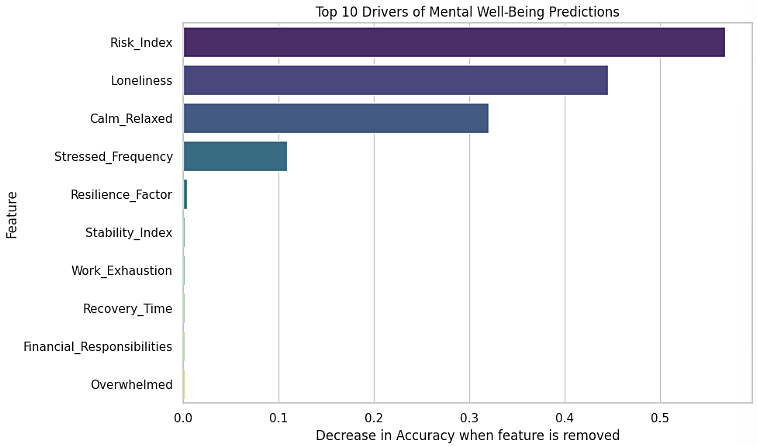 Top 10 Drivers of Mental Well-Being Predictions
Feature
Risk_Index
Loneliness
Calm_Relaxed
Stressed_Frequency
Resilience_Factor
Stability_Index
Work_Exhaustion
Recovery_Time
Financial_Responsibilities
Overwhelmed
0.0 0.1 0.2 0.3 0.4 0.5
Decrease in Accuracy when feature is removed